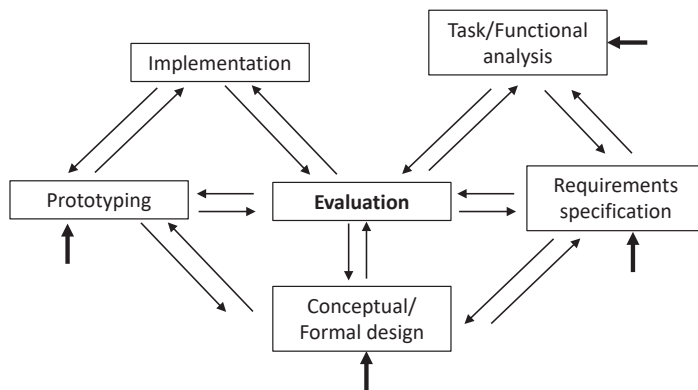 Task/Functional
analysis
Implementation
Prototyping
Evaluation
Requirements
specification
Conceptual/
Formal design